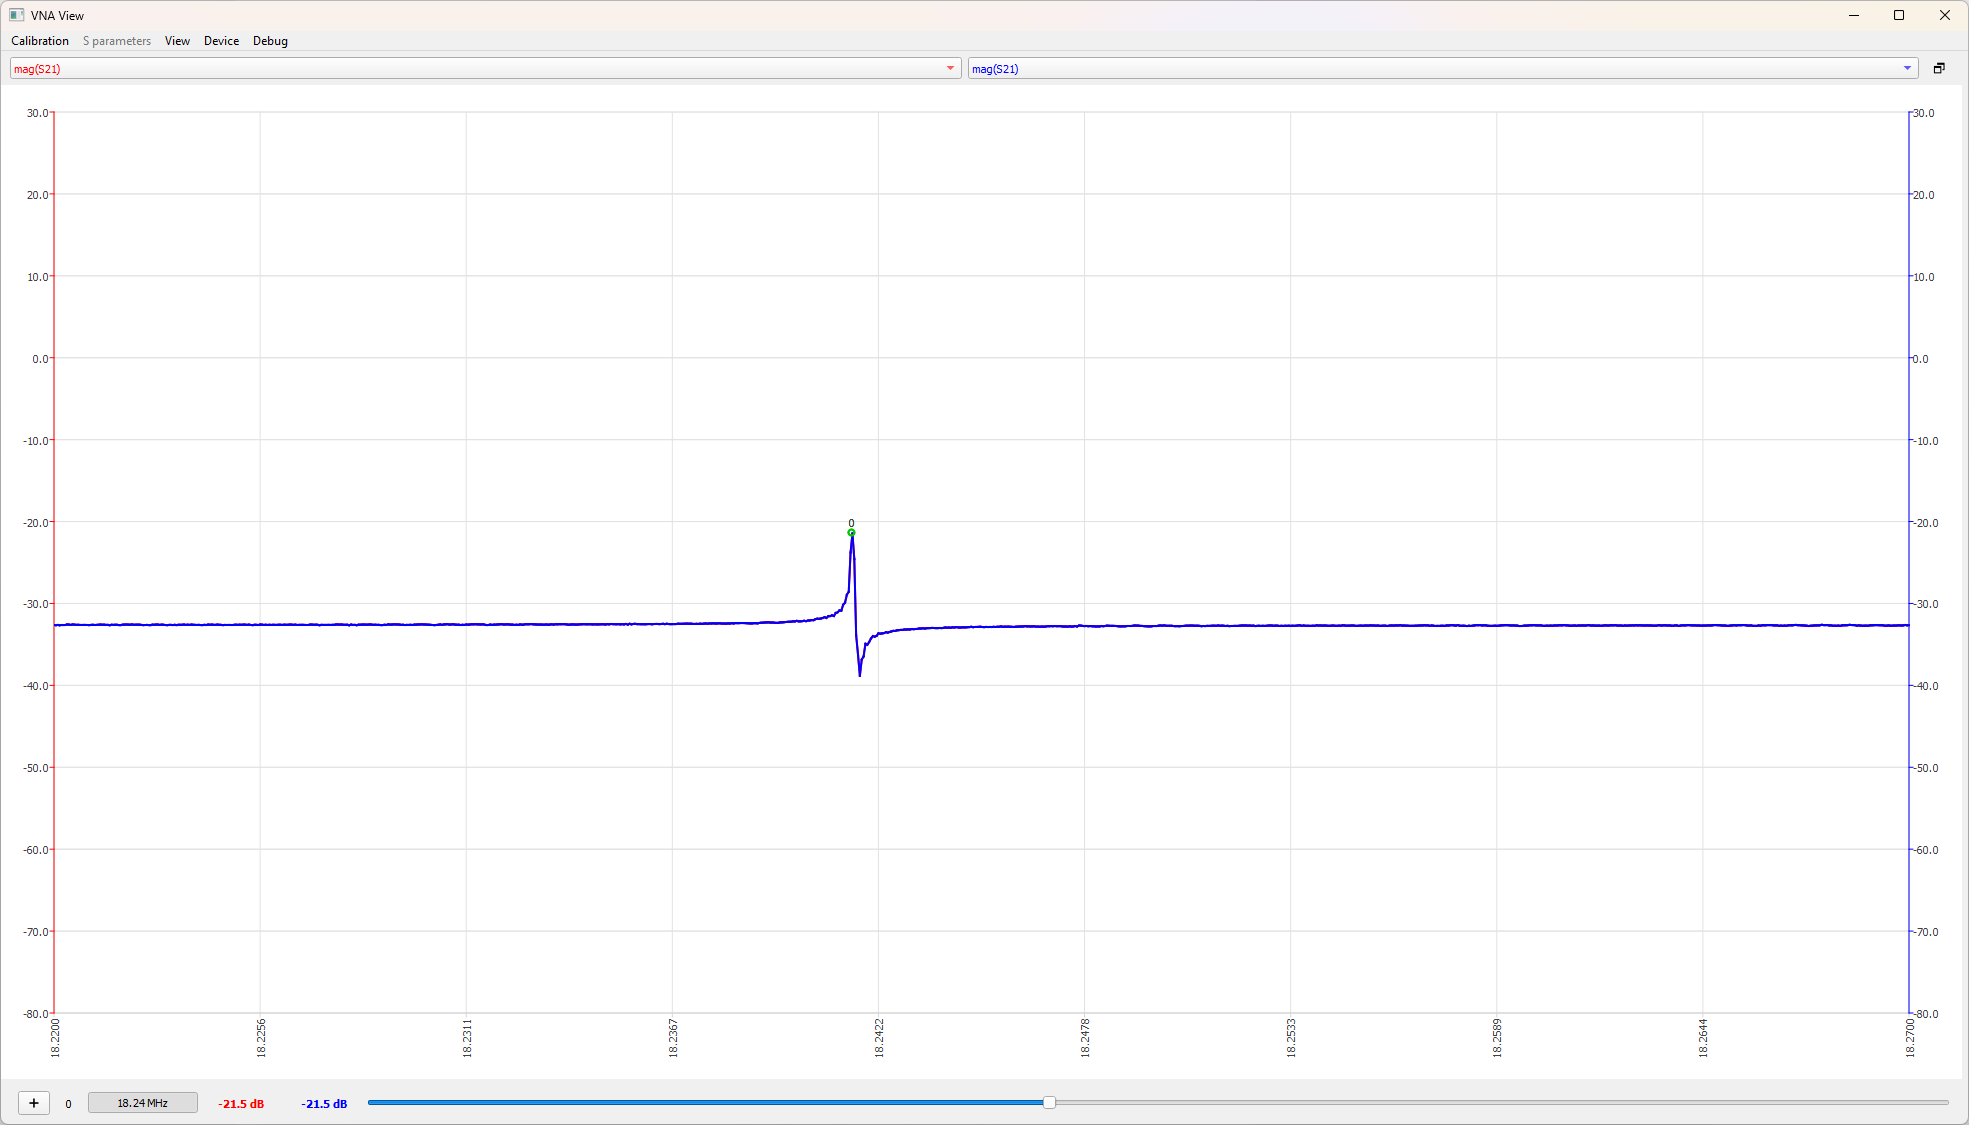 VNA View
Calibration S parameters View Device Debug
mag(S21) mag(S21)
30.0 30.0
20.0 20.0
10.0 10.0
0.0 0.0
-10.0 -10.0
0
-20.0 -20.0
-30.0 -30.0
-40.0 -40.0
-50.0 -50.0
-60.0 -60.0
-70.0 -70.0
-80.0 -80.0
18.2200 18.2256 18.2311 18.2367 18.2422 18.2478 18.2533 18.2589 18.2644 18.2700
+ 0 18.24 MHz -21.5 dB -21.5 dB